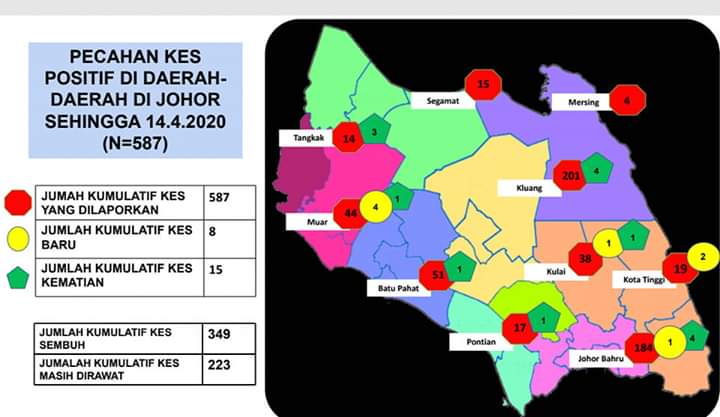 PECAHAN KES
POSITIF DI DAERAH-
DAERAH DI JOHOR
SEHINGGA 14.4.2020
(N=587)
JUMAH KUMULATIF KES
YANG DILAPORKAN
587
JUMLAH KUMULATIF KES
BARU
8
JUMLAH KUMULATIF KES
KEMATIAN
15
JUMLAH KUMULATIF KES
SEMBUH
349
JUMALAH KUMULATIF KES
MASIH DIRAWAT
223
Segamat 15
Mersing 4
Tangkak 14 3
Kluang 201 4
Muar 44 4 1
Kulai 38 1 1
Kota Tinggi 19 2
Batu Pahat 51 1
Pontian 17 1
Johor Bahru 184 1 4